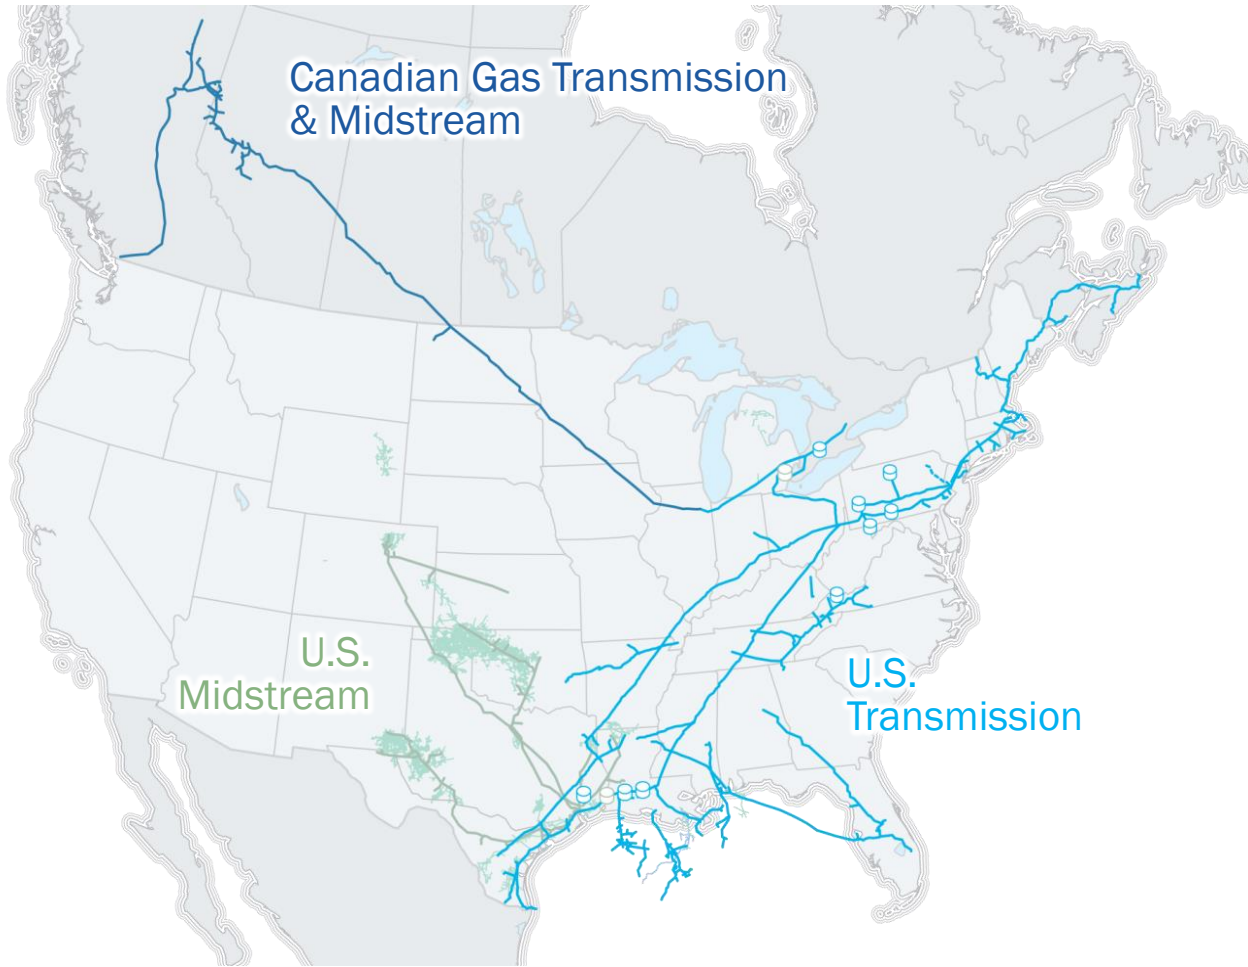 Canadian Gas Transmission
& Midstream
U.S.
Midstream
U.S.
Transmission